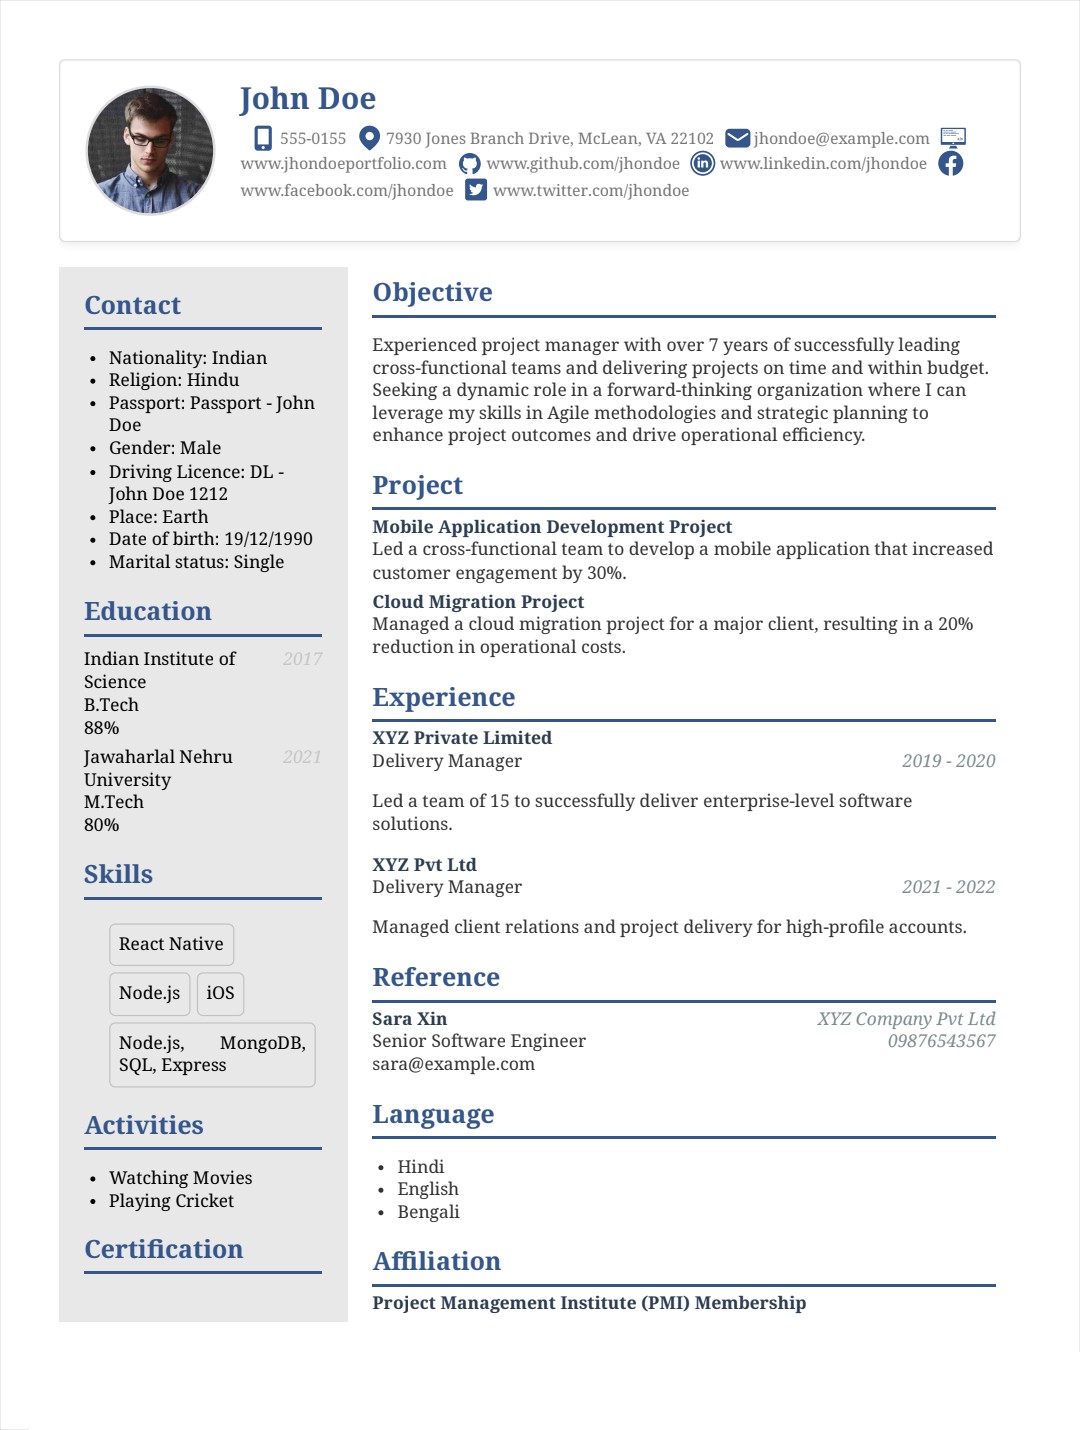 John Doe
555-0155 7930 Jones Branch Drive, McLean, VA 22102 jhondoe@example.com
www.jhondoeportfolio.com www.github.com/jhondoe www.linkedin.com/jhondoe
www.facebook.com/jhondoe www.twitter.com/jhondoe
Contact
• Nationality: Indian
• Religion: Hindu
• Passport: Passport - John
Doe
• Gender: Male
• Driving Licence: DL -
John Doe 1212
• Place: Earth
• Date of birth: 19/12/1990
• Marital status: Single
Education
Indian Institute of 2017
Science
B.Tech
88%
Jawaharlal Nehru 2021
University
M.Tech
80%
Skills
React Native
Node.js iOS
Node.js, MongoDB,
SQL, Express
Activities
• Watching Movies
• Playing Cricket
Certification
Objective
Experienced project manager with over 7 years of successfully leading
cross-functional teams and delivering projects on time and within budget.
Seeking a dynamic role in a forward-thinking organization where I can
leverage my skills in Agile methodologies and strategic planning to
enhance project outcomes and drive operational efficiency.
Project
Mobile Application Development Project
Led a cross-functional team to develop a mobile application that increased
customer engagement by 30%.
Cloud Migration Project
Managed a cloud migration project for a major client, resulting in a 20%
reduction in operational costs.
Experience
XYZ Private Limited
Delivery Manager 2019 - 2020
Led a team of 15 to successfully deliver enterprise-level software
solutions.
XYZ Pvt Ltd
Delivery Manager 2021 - 2022
Managed client relations and project delivery for high-profile accounts.
Reference
Sara Xin XYZ Company Pvt Ltd
Senior Software Engineer 09876543567
sara@example.com
Language
• Hindi
• English
• Bengali
Affiliation
Project Management Institute (PMI) Membership